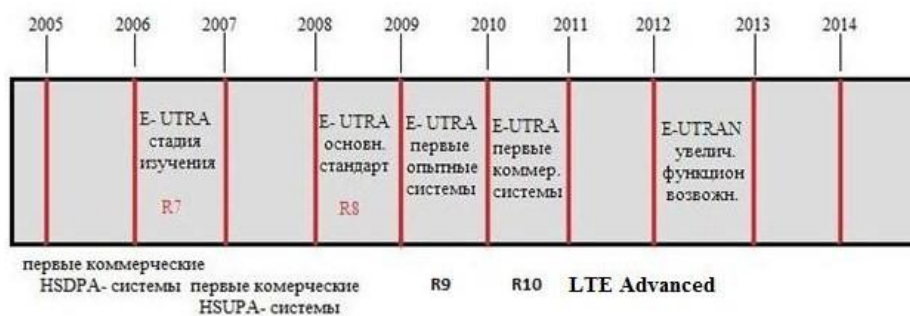 2005 2006 2007 2008 2009 2010 2011 2012 2013 2014
E- UTRA
стадия
изучения
R7
E- UTRA
основн.
стандарт
R8
E- UTRA
первые
опытные
системы
E-UTRA
первые
коммер.
системы
E-UTRAN
увелич.
функцион
возвожн.
первые коммерческие
HSDPA- системы
первые комерческие
HSUPA- системы
R9
R10
LTE Advanced